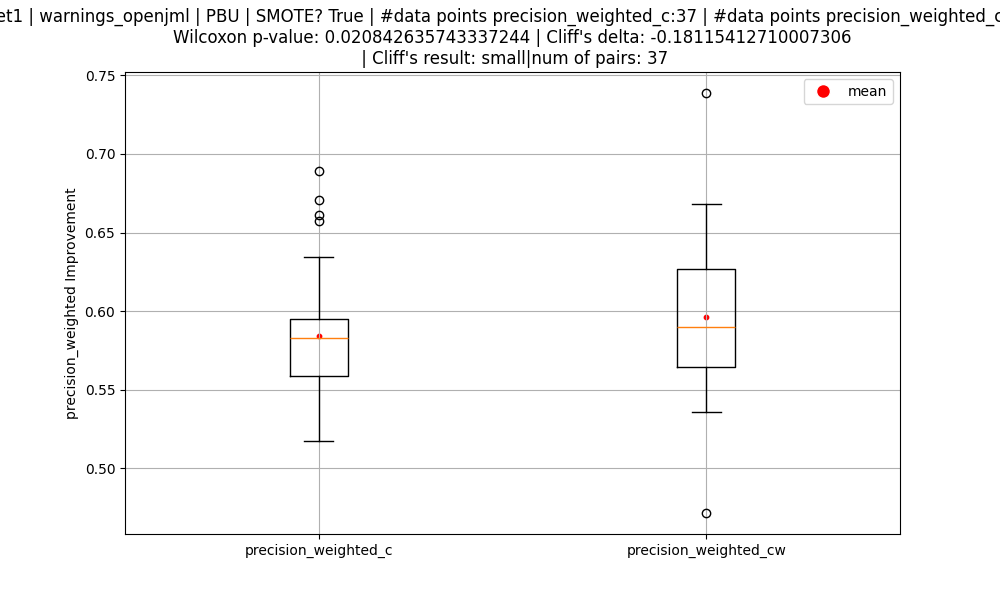 et1 | warnings_openjml | PBU | SMOTE? True | #data points precision_weighted_c:37 | #data points precision_weighted_c
Wilcoxon p-value: 0.020842635743337244 | Cliff's delta: -0.18115412710007306
| Cliff's result: small|num of pairs: 37
mean
0.75
0.70
0.65
0.60
0.55
0.50
precision_weighted Improvement
precision_weighted_c
precision_weighted_cw